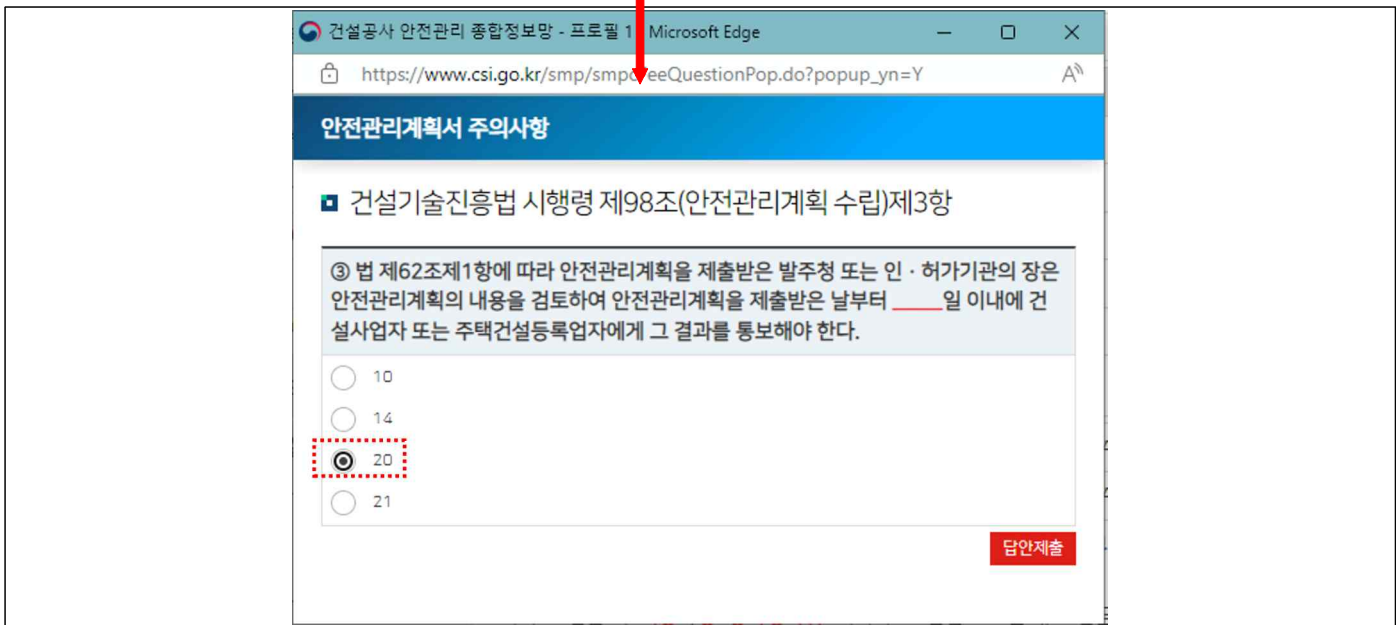 건설공사 안전관리 종합정보망 - 프로필 1 Microsoft Edge
https://www.csi.go.kr/smp/smp eeQuestionPop.do?popup_yn=Y
안전관리계획서 주의사항
건설기술진흥법 시행령 제98조(안전관리계획 수립)제3항
③ 법 제62조제1항에 따라 안전관리계획을 제출받은 발주청 또는 인 · 허가기관의 장은
안전관리계획의 내용을 검토하여 안전관리계획을 제출받은 날부터 _____일 이내에 건
설사업자 또는 주택건설등록업자에게 그 결과를 통보해야 한다.
10
14
20
21
답안제출